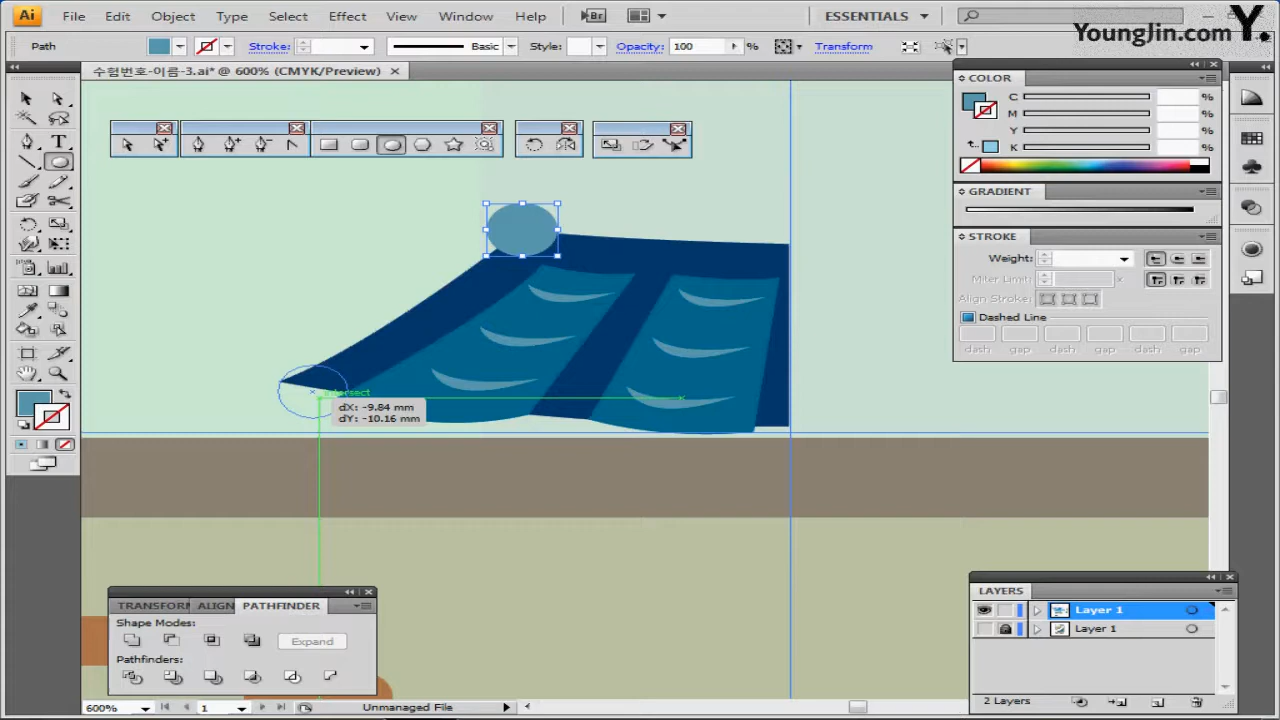 Ai File Edit Object Type Select Effect View Window Help Br ESSENTIALS
YoungJin.com Y.
Path Stroke: Basic Style: Opacity: 100 % Transform
수험번호-이름-3.ai* @ 600% (CMYK/Preview)
COLOR
C %
M %
Y %
K %
GRADIENT
STROKE
Weight:
Miter Limit: x
Align Stroke:
Dashed Line
dash gap dash gap dash gap
intersect
dX: -9.84 mm
dY: -10.16 mm
TRANSFORM ALIGN PATHFINDER
Shape Modes:
Expand
Pathfinders:
LAYERS
Layer 1
Layer 1
2 Layers
600% 1 Unmanaged File